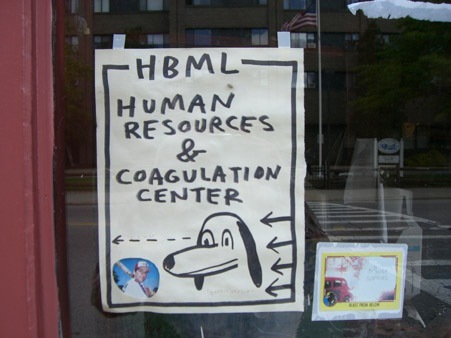 HBML
HUMAN
RESOURCES
&
COAGULATION
CENTER